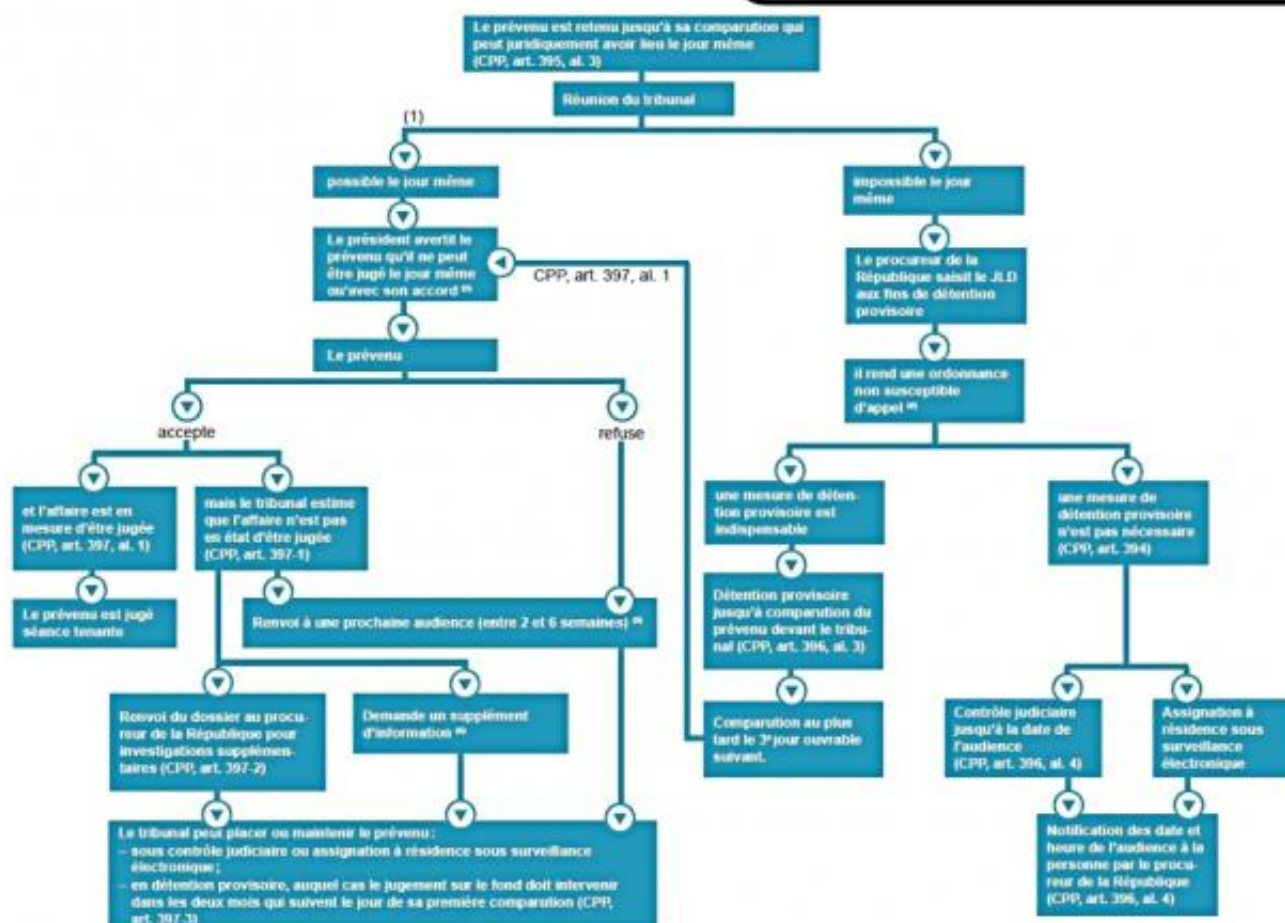 Le prévenu est retenu jusqu'à sa comparution qui
peut juridiquement avoir lieu le jour même
(CPP, art. 395, al. 3)
Réunion du tribunal
(1)
possible le jour même
impossible le jour
même
Le président avertit le
prévenu qu'il ne peut
être jugé le jour même
qu'avec son accord
CPP, art. 397, al. 1
Le procureur de la
République saisit le JLD
aux fins de détention
provisoire
Le prévenu
il rend une ordonnance
non susceptible
d'appel
accepte
refuse
et l'affaire est en
mesure d'être jugée
(CPP, art. 397, al. 1)
mais le tribunal estime
que l'affaire n'est pas
en état d'être jugée
(CPP, art. 397-1)
une mesure de déten-
tion provisoire est
indispensable
une mesure de
détention provisoire
n'est pas nécessaire
(CPP, art. 394)
Le prévenu est jugé
séance tenante
Renvoi à une prochaine audience (entre 2 et 6 semaines)
Détention provisoire
jusqu'à comparution du
prévenu devant le tribu-
nal (CPP, art. 396, al. 3)
Renvoi du dossier au procu-
reur de la République pour
investigations supplémen-
taires (CPP, art. 397-2)
Demande un supplément
d'information
Comparution au plus
tard le 3e jour ouvrable
suivant.
Contrôle judiciaire
jusqu'à la date de
l'audience
(CPP, art. 396, al. 4)
Assignation à
résidence sous
surveillance
électronique
Le tribunal peut placer ou maintenir le prévenu :
– sous contrôle judiciaire ou assignation à résidence sous surveillance
électronique ;
– en détention provisoire, auquel cas le jugement sur le fond doit intervenir
dans les deux mois qui suivent le jour de sa première comparution (CPP,
art. 397-3)
Notification des date et
heure de l'audience à la
personne par le procu-
reur de la République
(CPP, art. 396, al. 4)